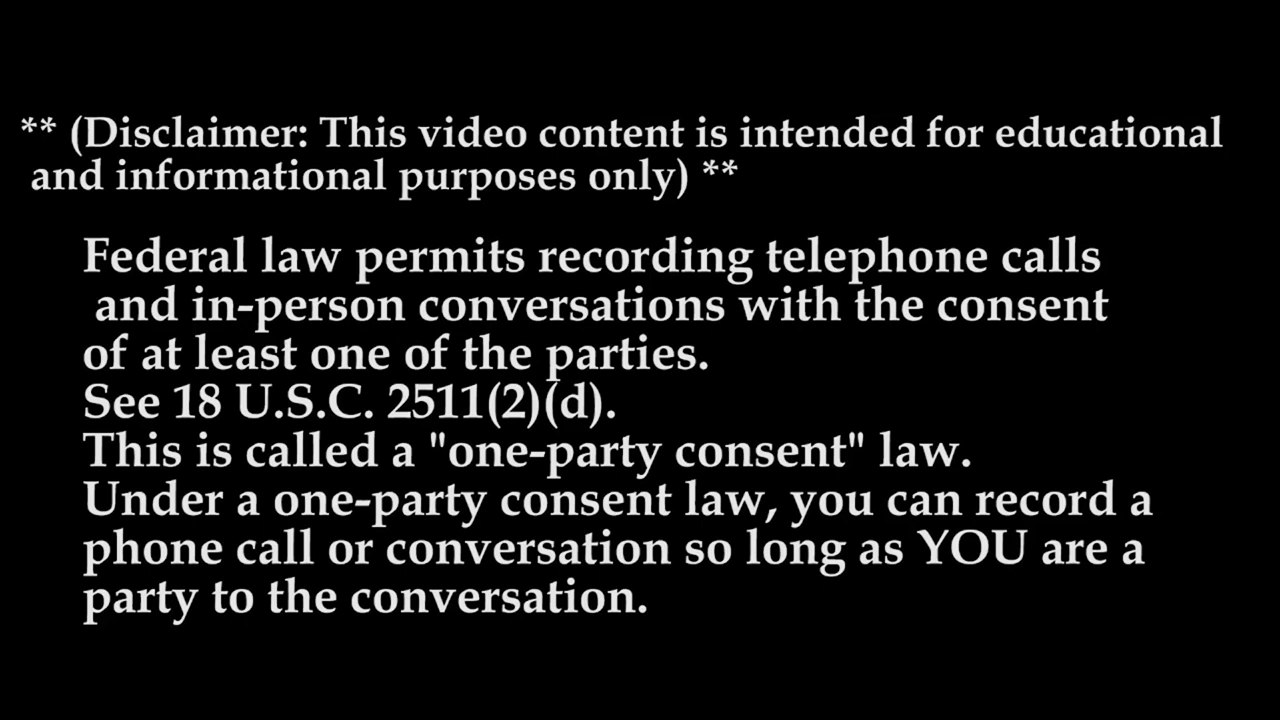 ** (Disclaimer: This video content is intended for educational
and informational purposes only) **
Federal law permits recording telephone calls
and in-person conversations with the consent
of at least one of the parties.
See 18 U.S.C. 2511(2)(d).
This is called a "one-party consent" law.
Under a one-party consent law, you can record a
phone call or conversation so long as YOU are a
party to the conversation.